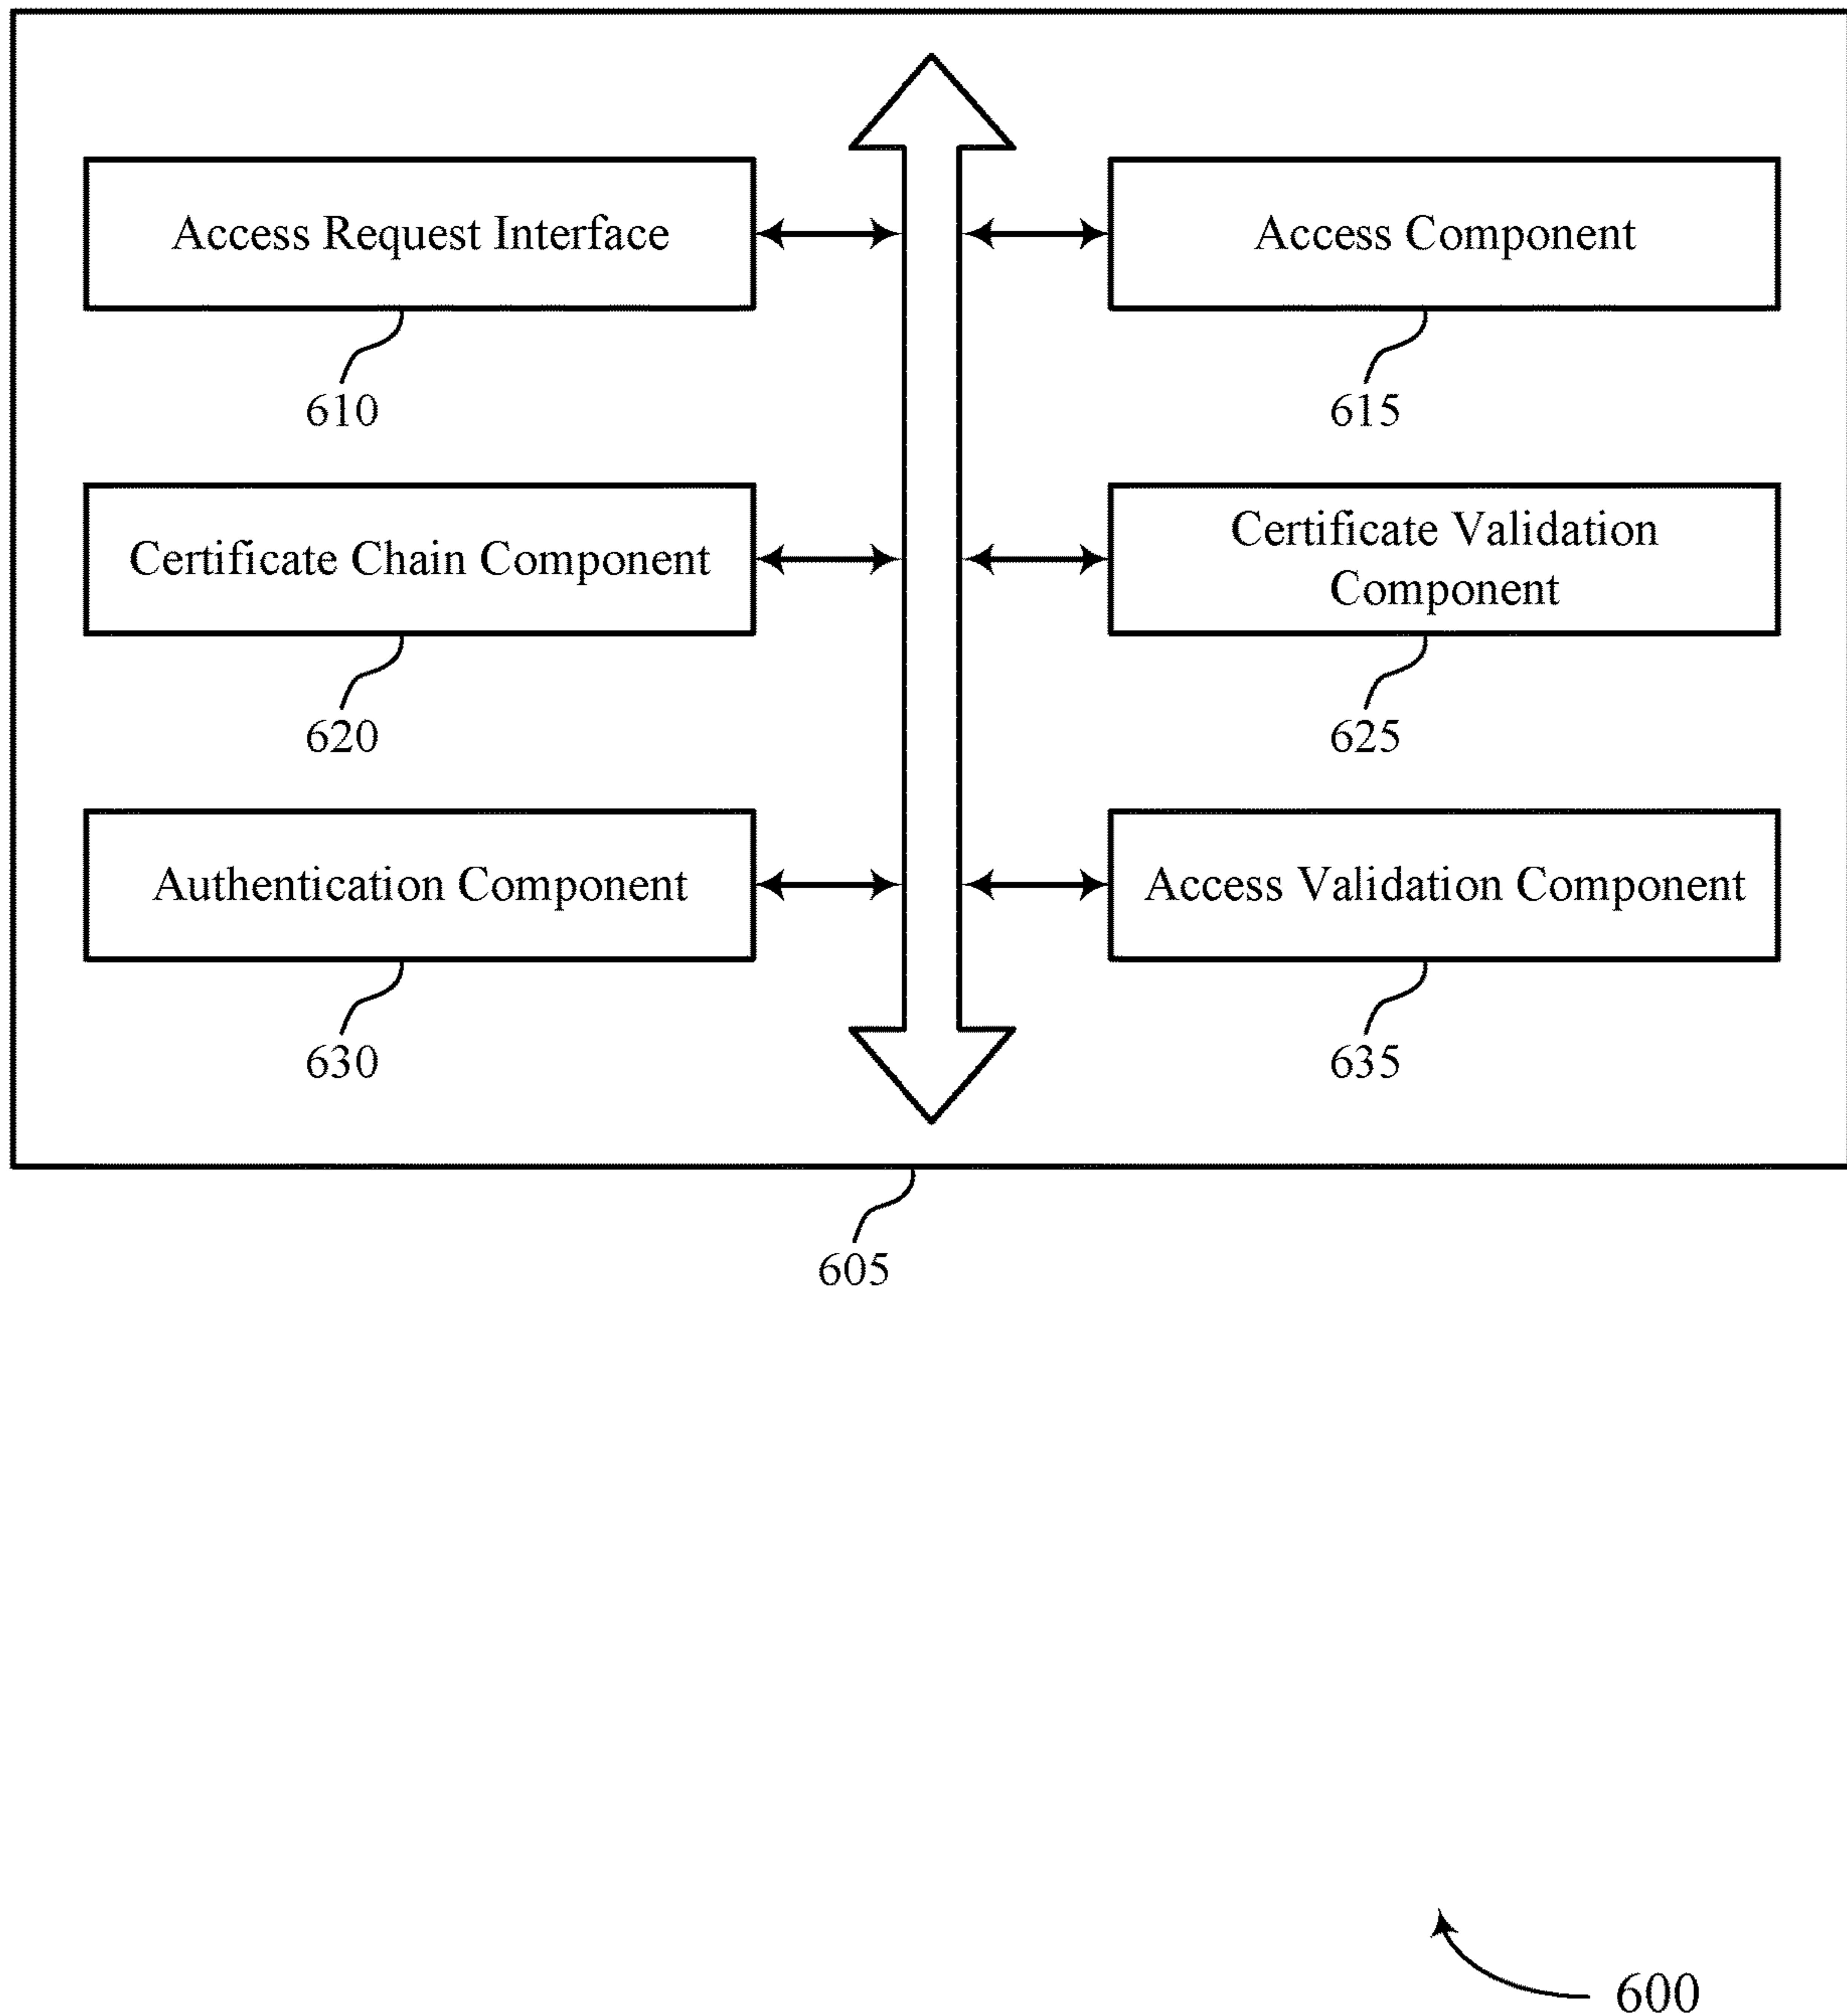 Access Request Interface
610
Access Component
615
Certificate Chain Component
620
Certificate Validation
Component
625
Authentication Component
630
Access Validation Component
635
605
600